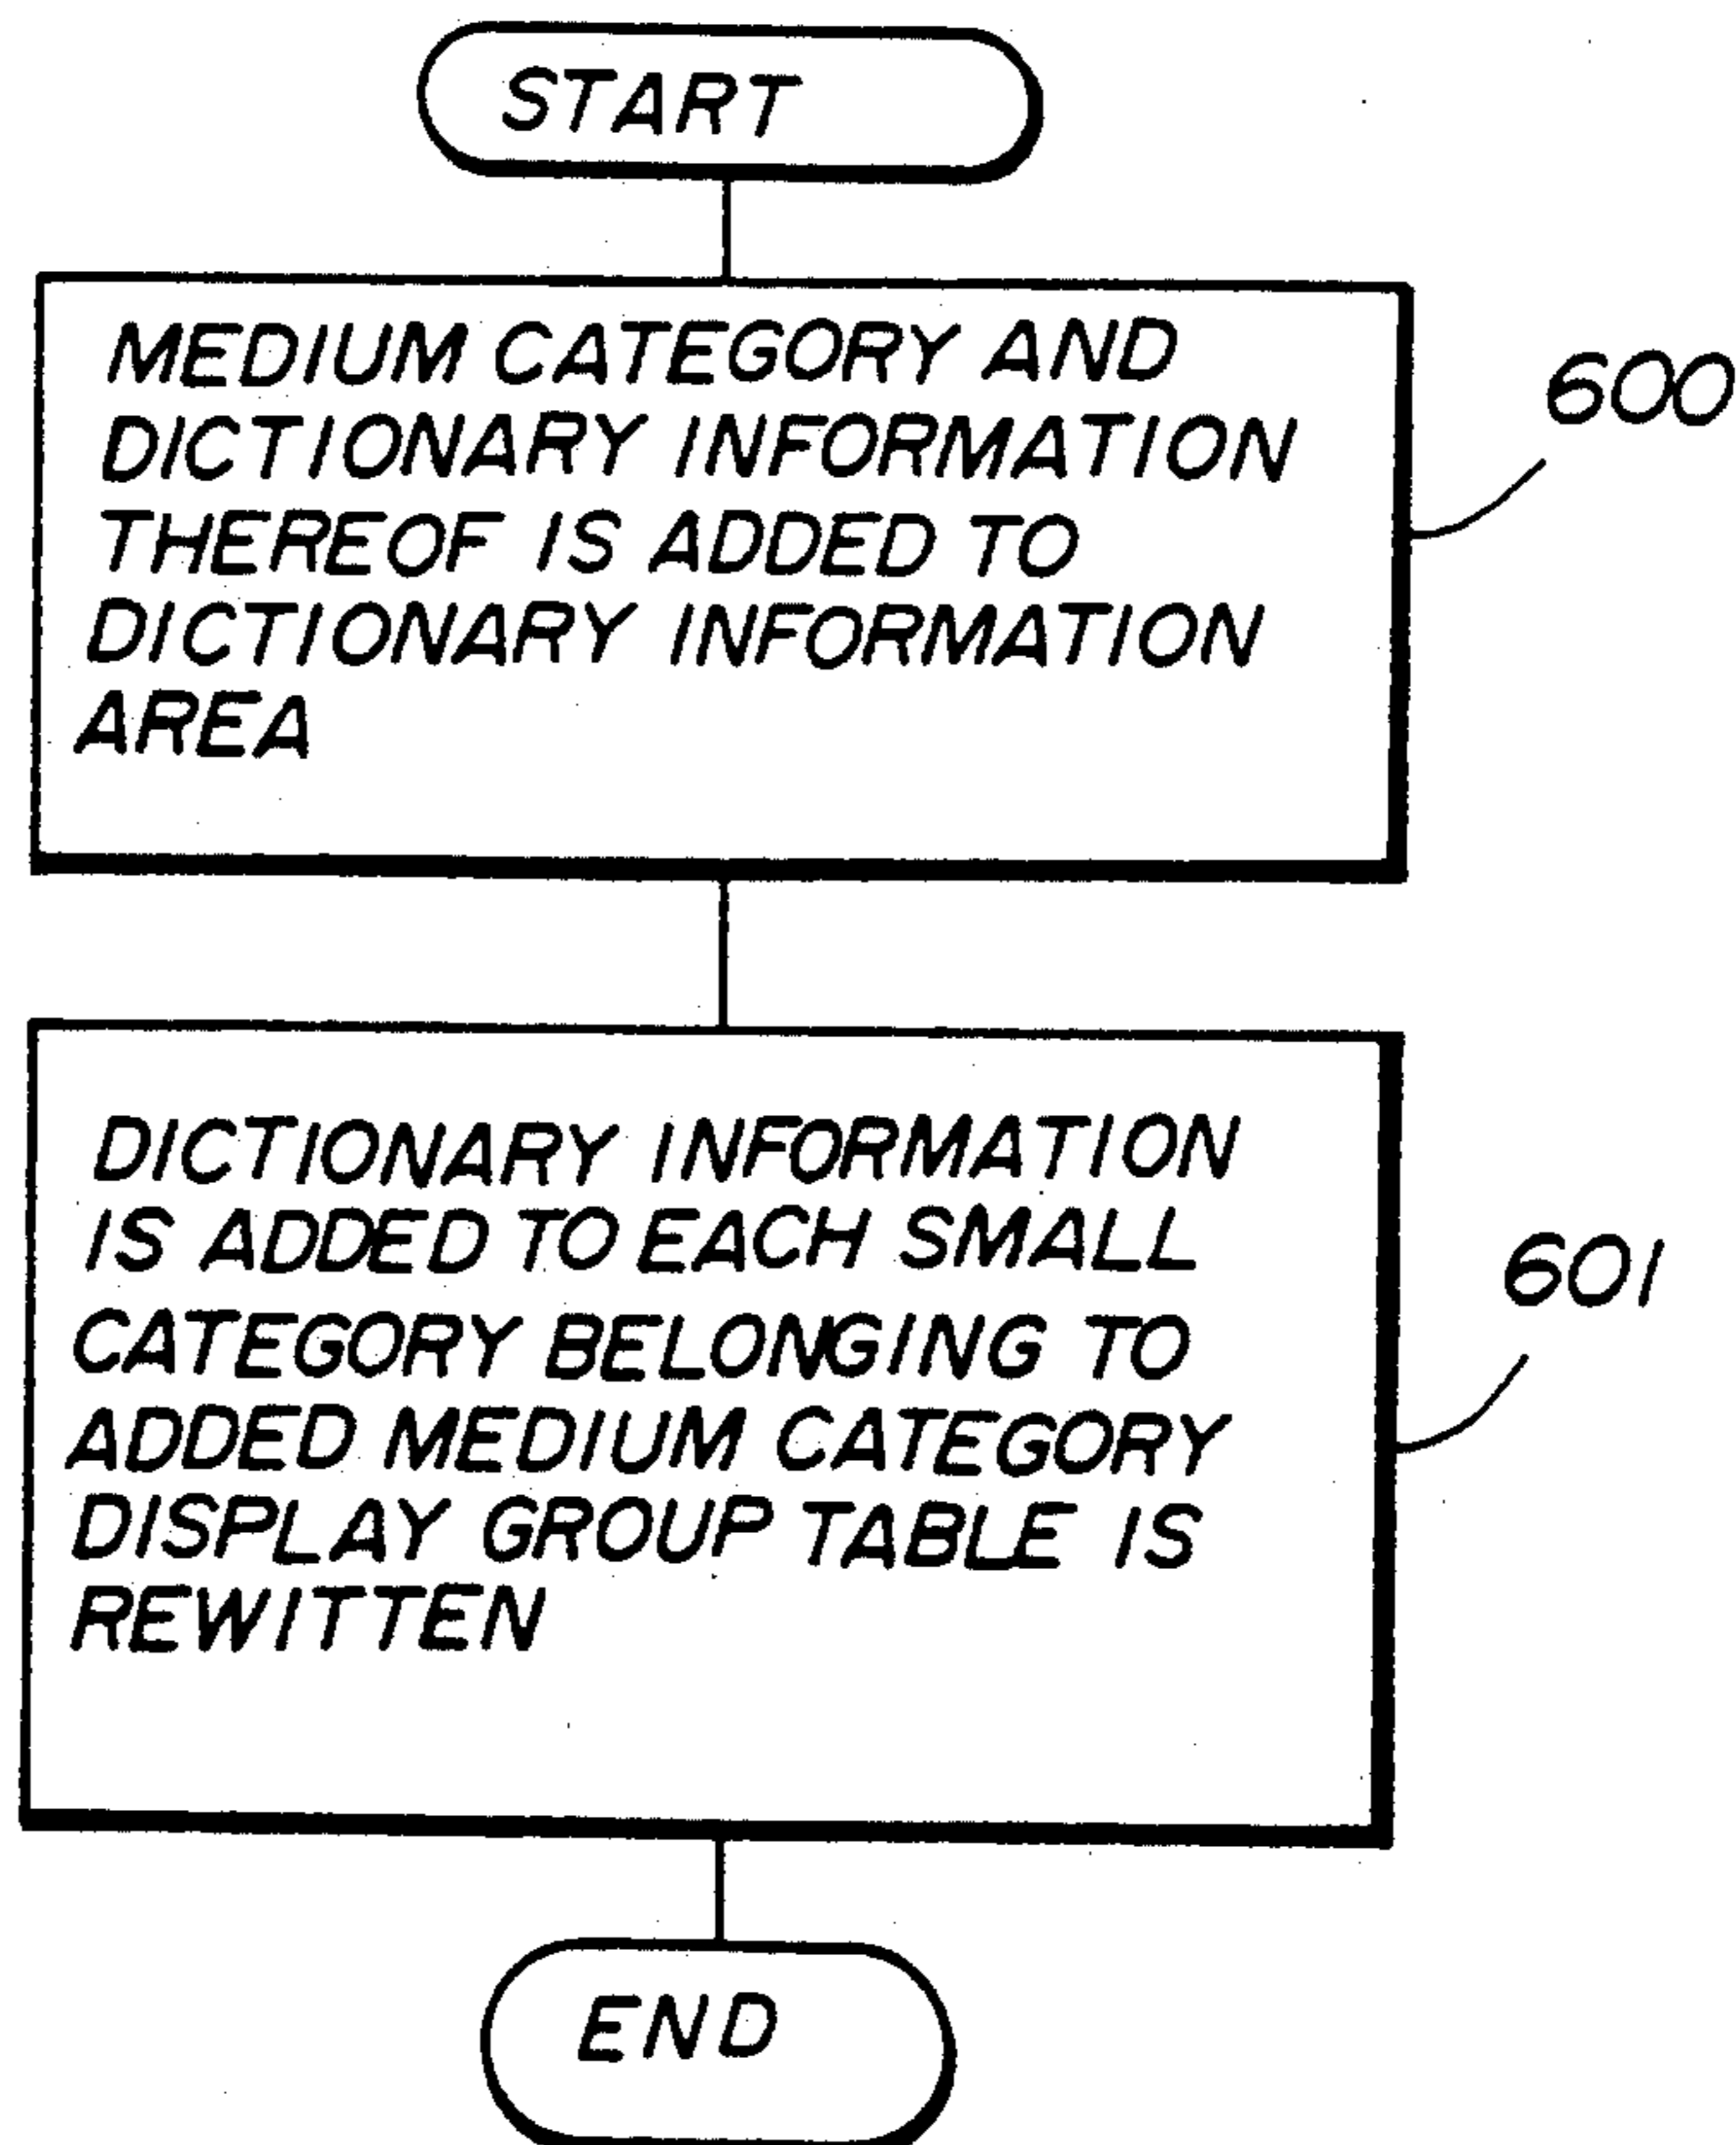 START
MEDIUM CATEGORY AND
DICTIONARY INFORMATION
THEREOF IS ADDED TO
DICTIONARY INFORMATION
AREA
600
DICTIONARY INFORMATION
IS ADDED TO EACH SMALL
CATEGORY BELONGING TO
ADDED MEDIUM CATEGORY
DISPLAY GROUP TABLE IS
REWITTEN
601
END